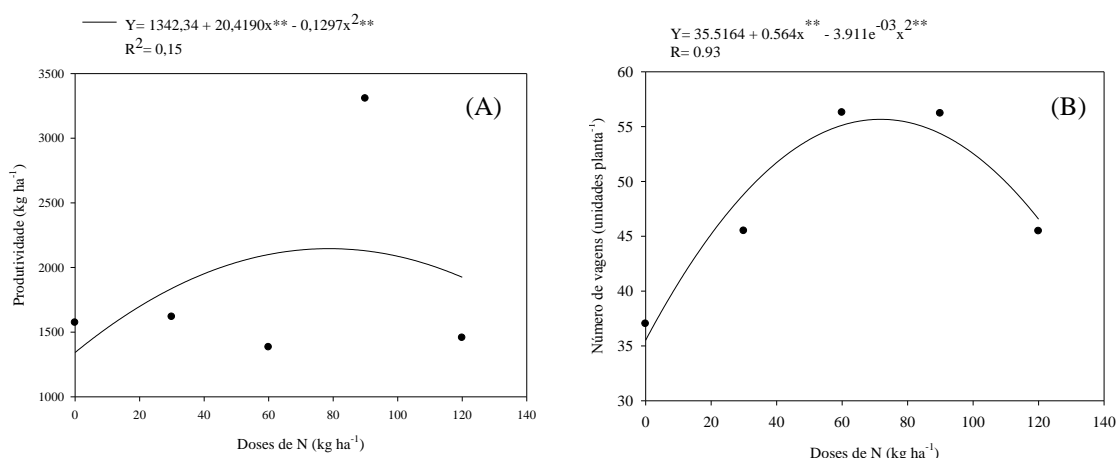 Y= 1342,34 + 20,4190x** - 0,1297x2**
R2= 0,15
(A)
3500
3000
2500
2000
1500
1000
Produtividade (kg ha-1)
0 20 40 60 80 100 120 140
Doses de N (kg ha-1)
Y= 35.5164 + 0.564x** - 3.911e-03x2**
R= 0.93
(B)
60
55
50
45
40
35
30
Número de vagens (unidades planta-1)
0 20 40 60 80 100 120 140
Doses de N (kg ha-1)